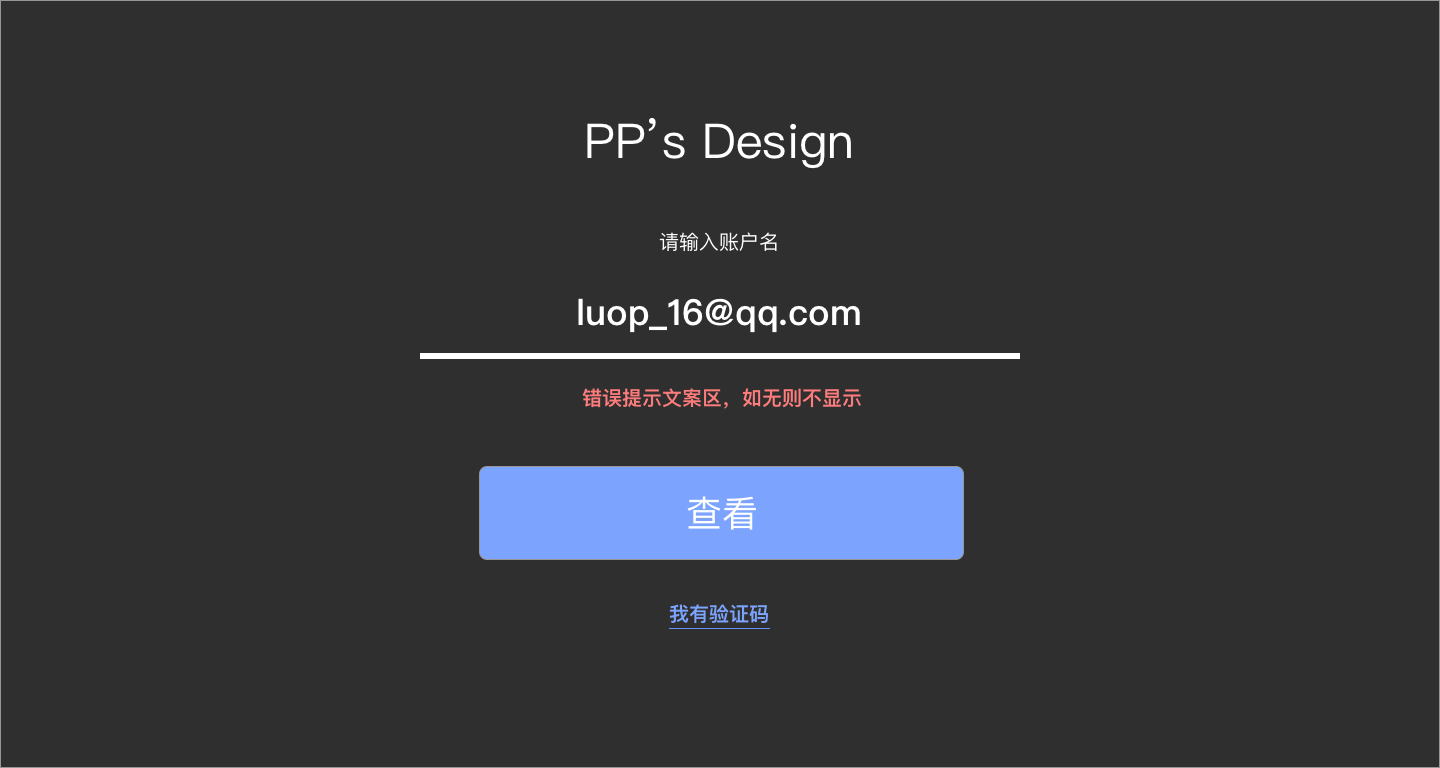 PP’s Design
请输入账户名
luop_16@qq.com
错误提示文案区，如无则不显示
查看
我有验证码